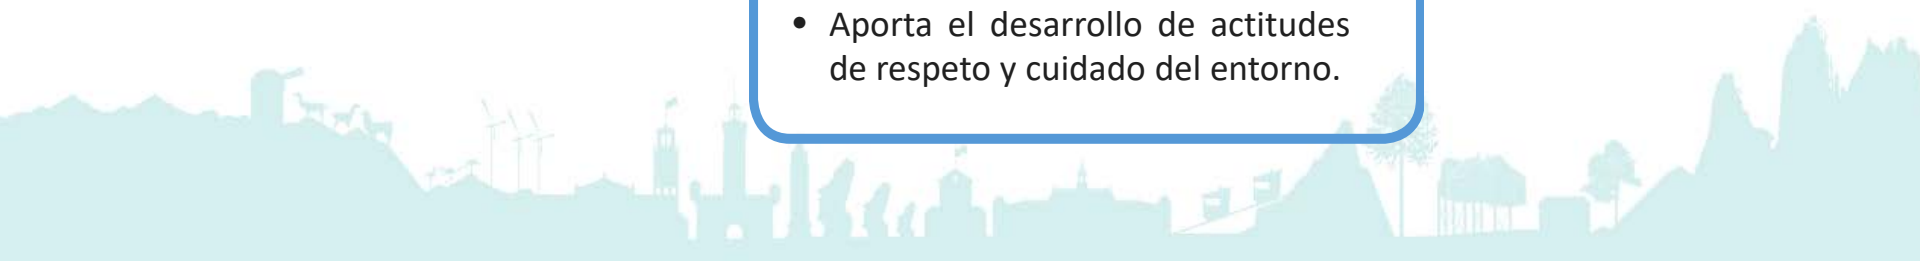 • Aporta el desarrollo de actitudes
de respeto y cuidado del entorno.